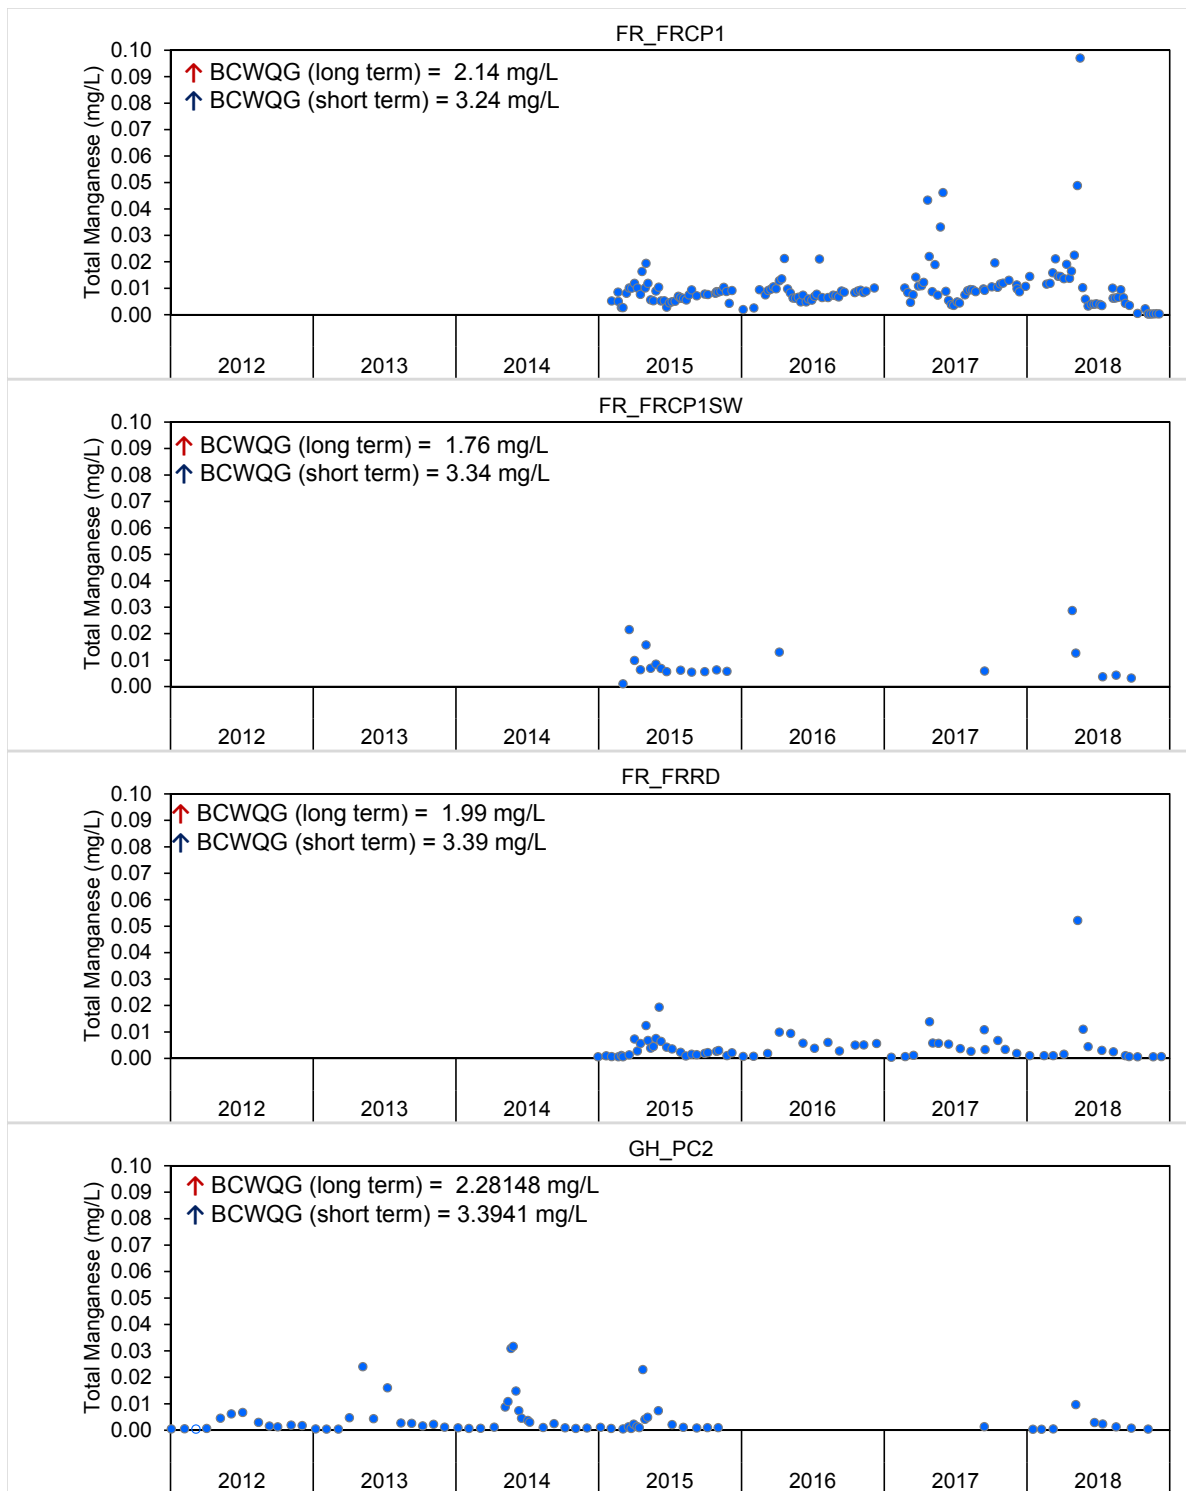 FR_FRCP1
↑ BCWQG (long term) = 2.14 mg/L
↑ BCWQG (short term) = 3.24 mg/L
Total Manganese (mg/L)
0.10
0.09
0.08
0.07
0.06
0.05
0.04
0.03
0.02
0.01
0.00
2012 2013 2014 2015 2016 2017 2018
FR_FRCP1SW
↑ BCWQG (long term) = 1.76 mg/L
↑ BCWQG (short term) = 3.34 mg/L
Total Manganese (mg/L)
0.10
0.09
0.08
0.07
0.06
0.05
0.04
0.03
0.02
0.01
0.00
2012 2013 2014 2015 2016 2017 2018
FR_FRRD
↑ BCWQG (long term) = 1.99 mg/L
↑ BCWQG (short term) = 3.39 mg/L
Total Manganese (mg/L)
0.10
0.09
0.08
0.07
0.06
0.05
0.04
0.03
0.02
0.01
0.00
2012 2013 2014 2015 2016 2017 2018
GH_PC2
↑ BCWQG (long term) = 2.28148 mg/L
↑ BCWQG (short term) = 3.3941 mg/L
Total Manganese (mg/L)
0.10
0.09
0.08
0.07
0.06
0.05
0.04
0.03
0.02
0.01
0.00
2012 2013 2014 2015 2016 2017 2018